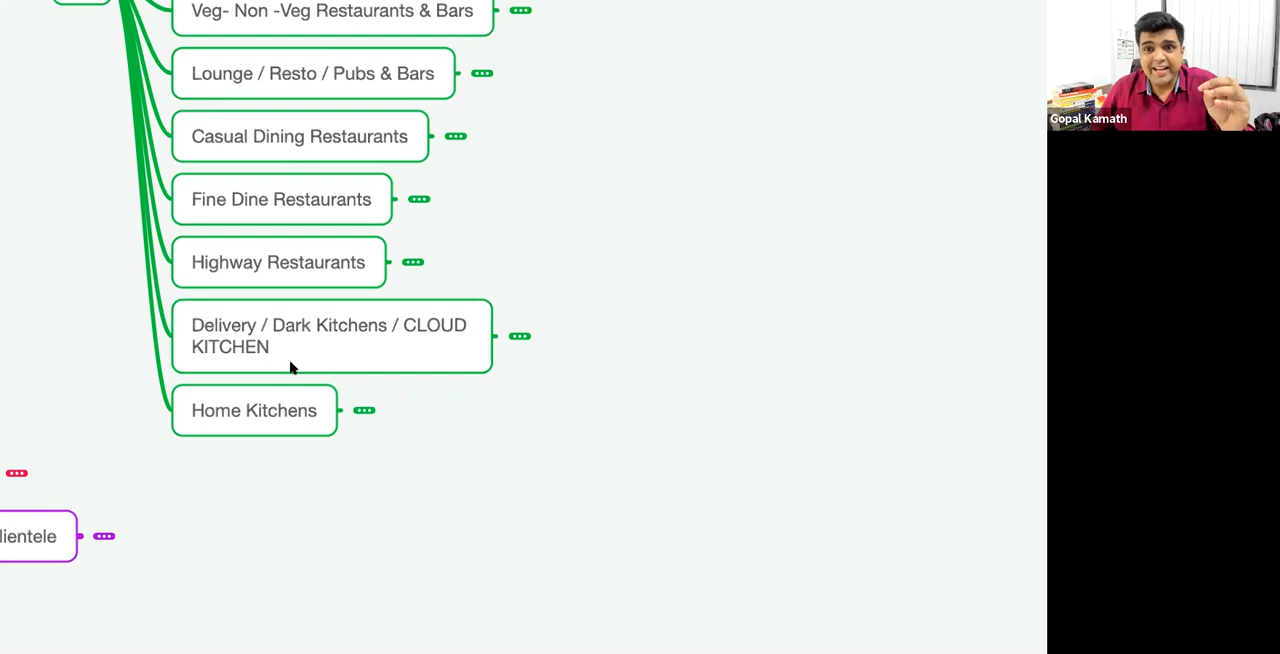 Veg- Non -Veg Restaurants & Bars
Lounge / Resto / Pubs & Bars
Casual Dining Restaurants
Fine Dine Restaurants
Highway Restaurants
Delivery / Dark Kitchens / CLOUD
KITCHEN
Home Kitchens
lientele
Gopal Kamath